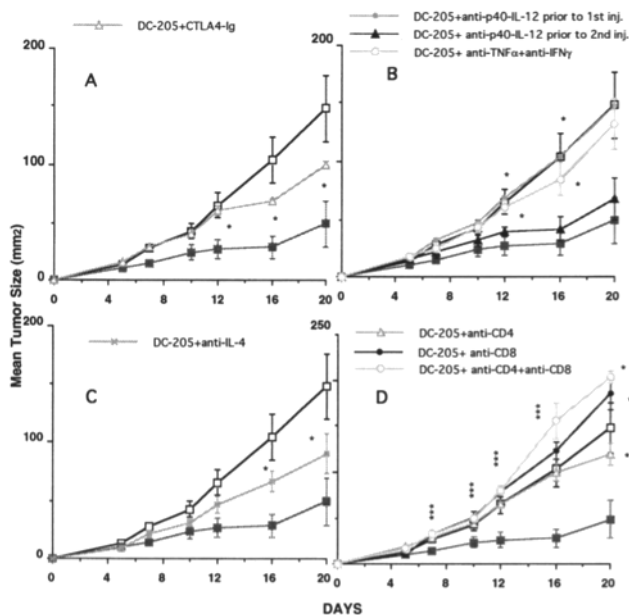 DC-205+CTLA4-Ig
A
200
100
0
0 4 8 12 16 20
*
*
*
DC-205+anti-p40-IL-12 prior to 1st inj.
DC-205+anti-p40-IL-12 prior to 2nd inj.
DC-205+ anti-TNFα+anti-IFNγ
200
B
*
*
*
*
0 4 8 12 16 20
Mean Tumor Size (mm2)
200
DC-205+anti-IL-4
C
100
0
*
*
0 4 8 12 16 20
250
DC-205+anti-CD4
DC-205+ anti-CD8
DC-205+ anti-CD4+anti-CD8
D
***
***
***
***
*
*
0 4 8 12 16 20
DAYS